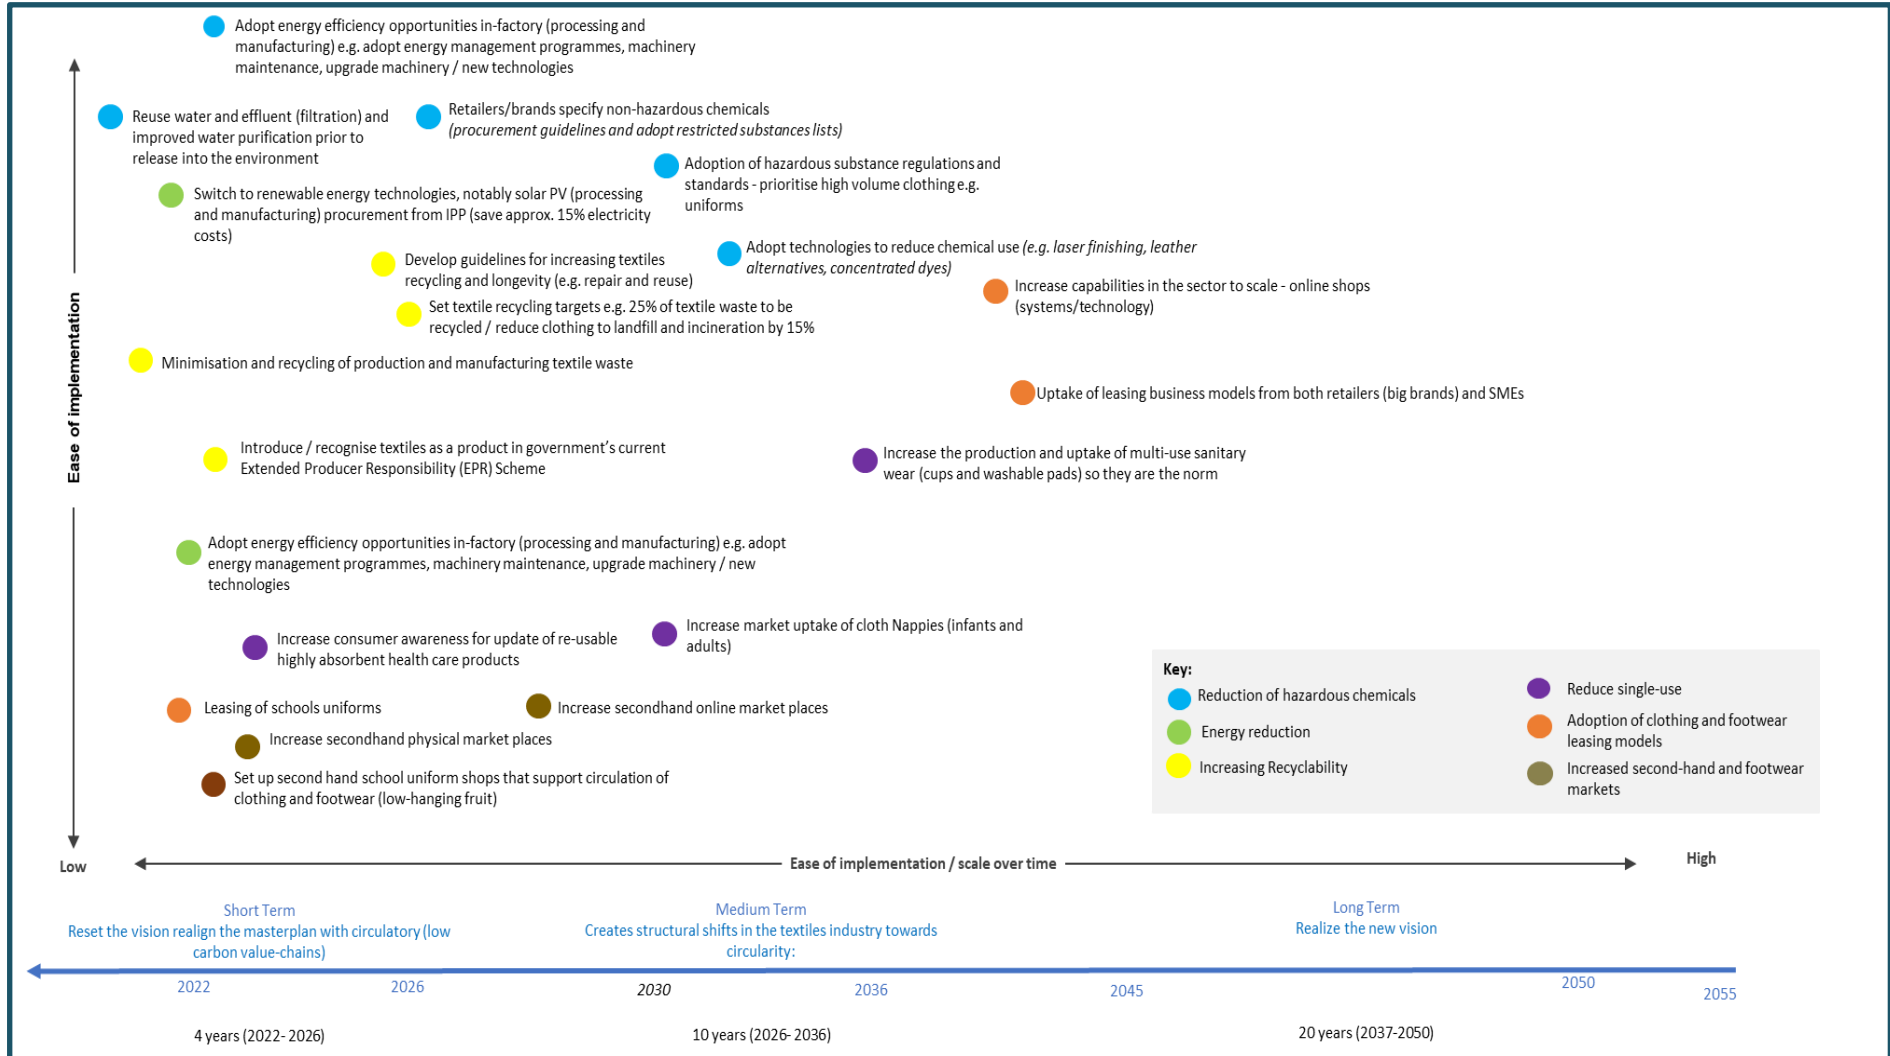 Adopt energy efficiency opportunities in-factory (processing and
manufacturing) e.g. adopt energy management programmes, machinery
maintenance, upgrade machinery / new technologies
Reuse water and effluent (filtration) and
improved water purification prior to
release into the environment
Retailers/brands specify non-hazardous chemicals
(procurement guidelines and adopt restricted substances lists)
Adoption of hazardous substance regulations and
standards - prioritise high volume clothing e.g.
uniforms
Switch to renewable energy technologies, notably solar PV (processing
and manufacturing) procurement from IPP (save approx. 15% electricity
costs)
Adopt technologies to reduce chemical use (e.g. laser finishing, leather
alternatives, concentrated dyes)
Develop guidelines for increasing textiles
recycling and longevity (e.g. repair and reuse)
Increase capabilities in the sector to scale - online shops
(systems/technology)
Set textile recycling targets e.g. 25% of textile waste to be
recycled / reduce clothing to landfill and incineration by 15%
Minimisation and recycling of production and manufacturing textile waste
Uptake of leasing business models from both retailers (big brands) and SMEs
Ease of implementation
Introduce / recognise textiles as a product in government's current
Extended Producer Responsibility (EPR) Scheme
Increase the production and uptake of multi-use sanitary
wear (cups and washable pads) so they are the norm
Adopt energy efficiency opportunities in-factory (processing and manufacturing) e.g. adopt
energy management programmes, machinery maintenance, upgrade machinery / new
technologies
Increase consumer awareness for update of re-usable
highly absorbent health care products
Increase market uptake of cloth Nappies (infants and
adults)
Leasing of schools uniforms
Increase secondhand online market places
Increase secondhand physical market places
Set up second hand school uniform shops that support circulation of
clothing and footwear (low-hanging fruit)
Key:
Reduction of hazardous chemicals
Energy reduction
Increasing Recyclability
Reduce single-use
Adoption of clothing and footwear
leasing models
Increased second-hand and footwear
markets
Low
Ease of implementation / scale over time
High
Short Term
Reset the vision realign the masterplan with circulatory (low
carbon value-chains)
Medium Term
Creates structural shifts in the textiles industry towards
circularity:
Long Term
Realize the new vision
2022
2026
2030
2036
2045
2050
2055
4 years (2022- 2026)
10 years (2026- 2036)
20 years (2037-2050)